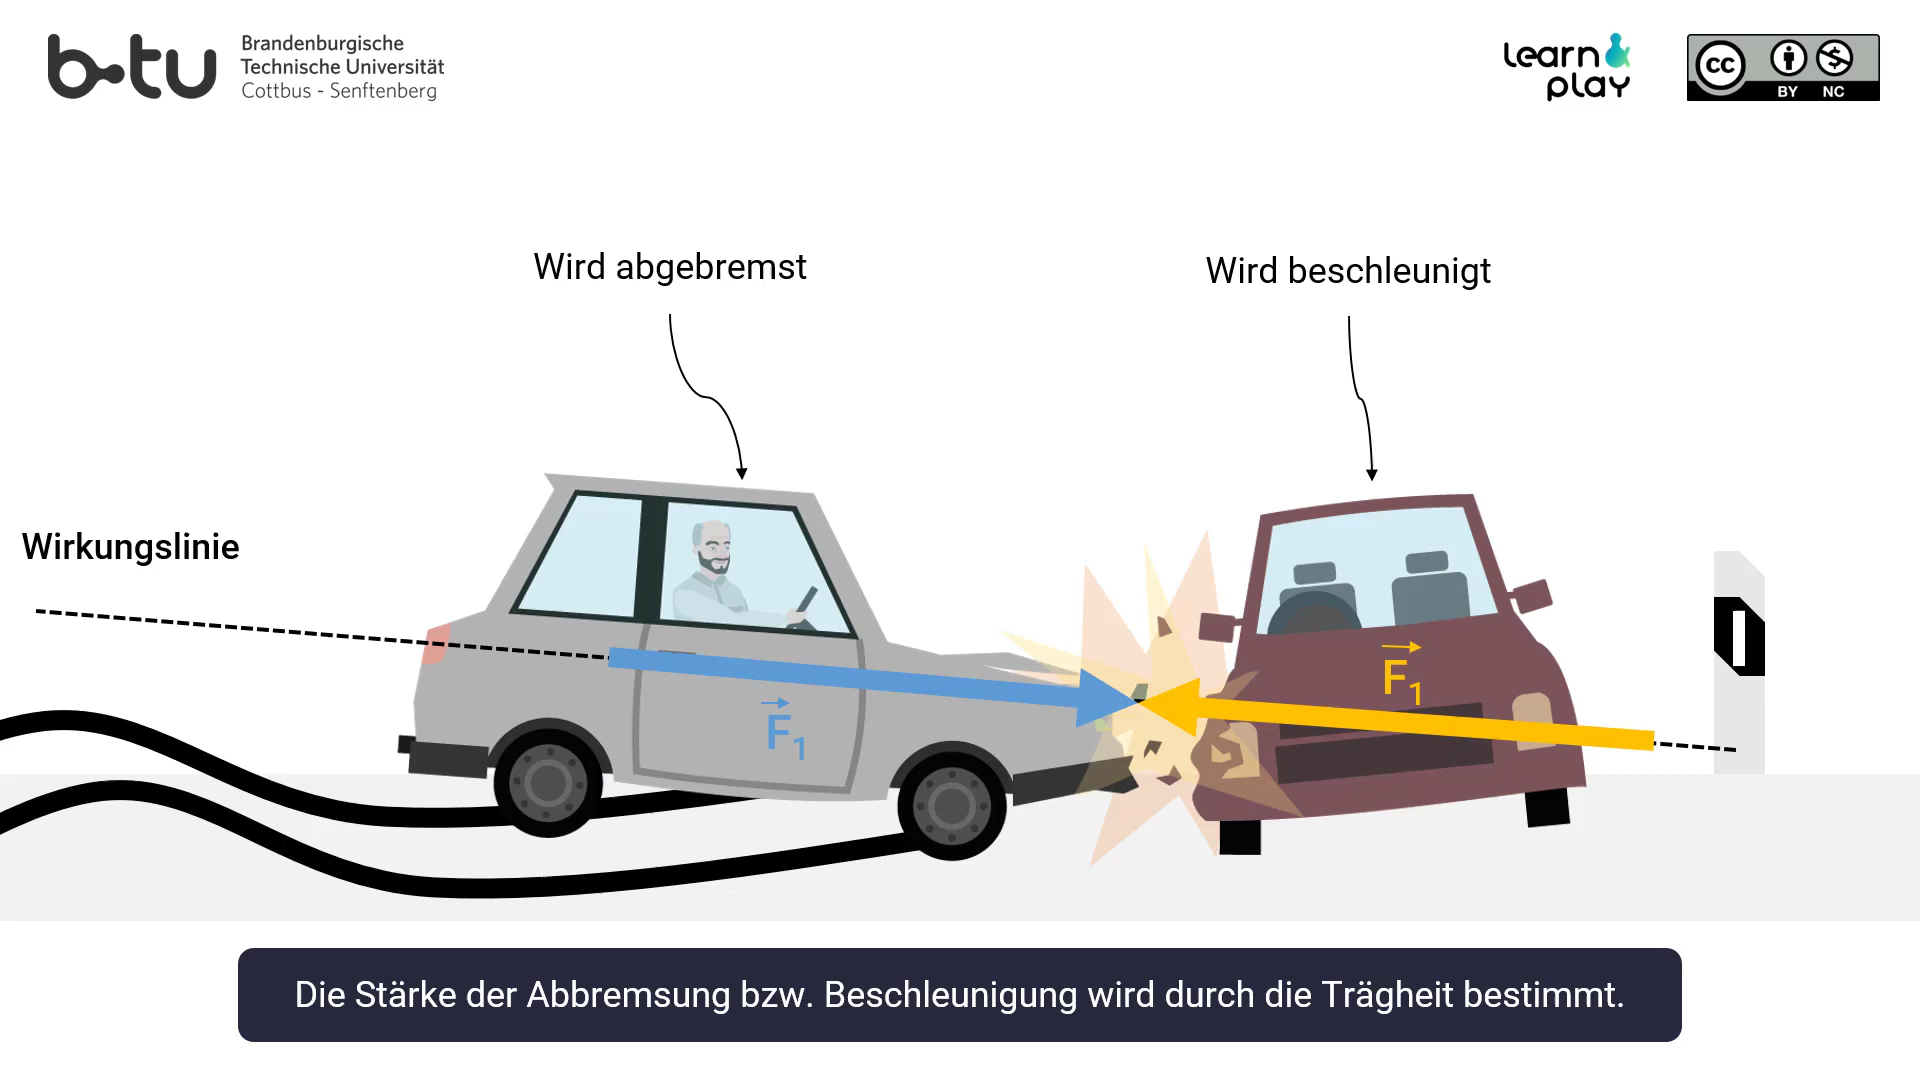 b-tu
Brandenburgische
Technische Universität
Cottbus - Senftenberg
learn &
play
CC
BY NC
Wird abgebremst
Wird beschleunigt
Wirkungslinie
F1
F1
Die Stärke der Abbremsung bzw. Beschleunigung wird durch die Trägheit bestimmt.